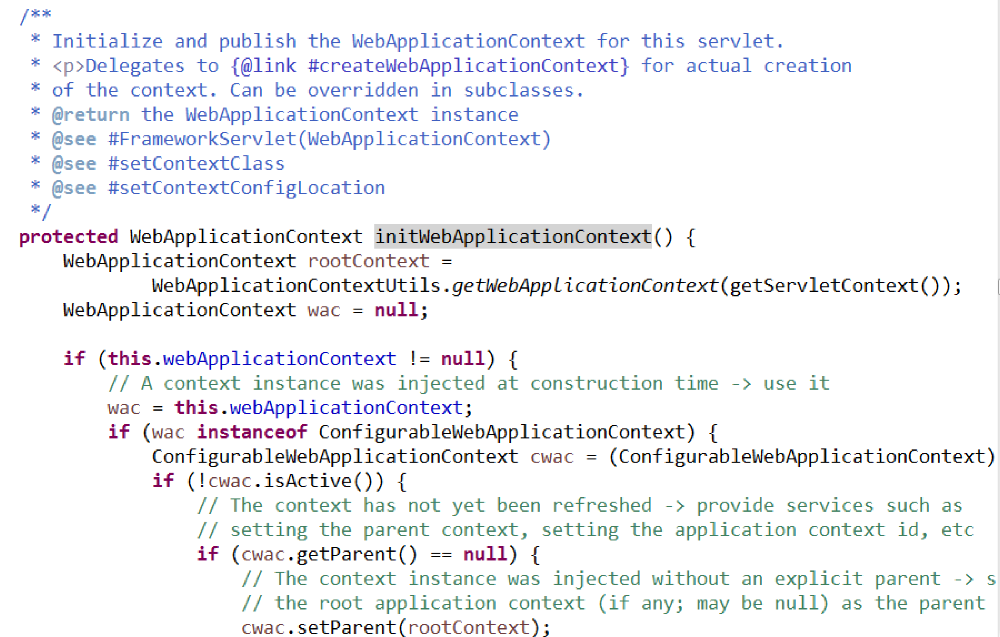 /**
 * Initialize and publish the WebApplicationContext for this servlet.
 * <p>Delegates to {@link #createWebApplicationContext} for actual creation
 * of the context. Can be overridden in subclasses.
 * @return the WebApplicationContext instance
 * @see #FrameworkServlet(WebApplicationContext)
 * @see #setContextClass
 * @see #setContextConfigLocation
 */
protected WebApplicationContext initWebApplicationContext() {
    WebApplicationContext rootContext =
            WebApplicationContextUtils.getWebApplicationContext(getServletContext());
    WebApplicationContext wac = null;

    if (this.webApplicationContext != null) {
        // A context instance was injected at construction time -> use it
        wac = this.webApplicationContext;
        if (wac instanceof ConfigurableWebApplicationContext) {
            ConfigurableWebApplicationContext cwac = (ConfigurableWebApplicationContext)
            if (!cwac.isActive()) {
                // The context has not yet been refreshed -> provide services such as
                // setting the parent context, setting the application context id, etc
                if (cwac.getParent() == null) {
                    // The context instance was injected without an explicit parent -> s
                    // the root application context (if any; may be null) as the parent
                    cwac.setParent(rootContext);